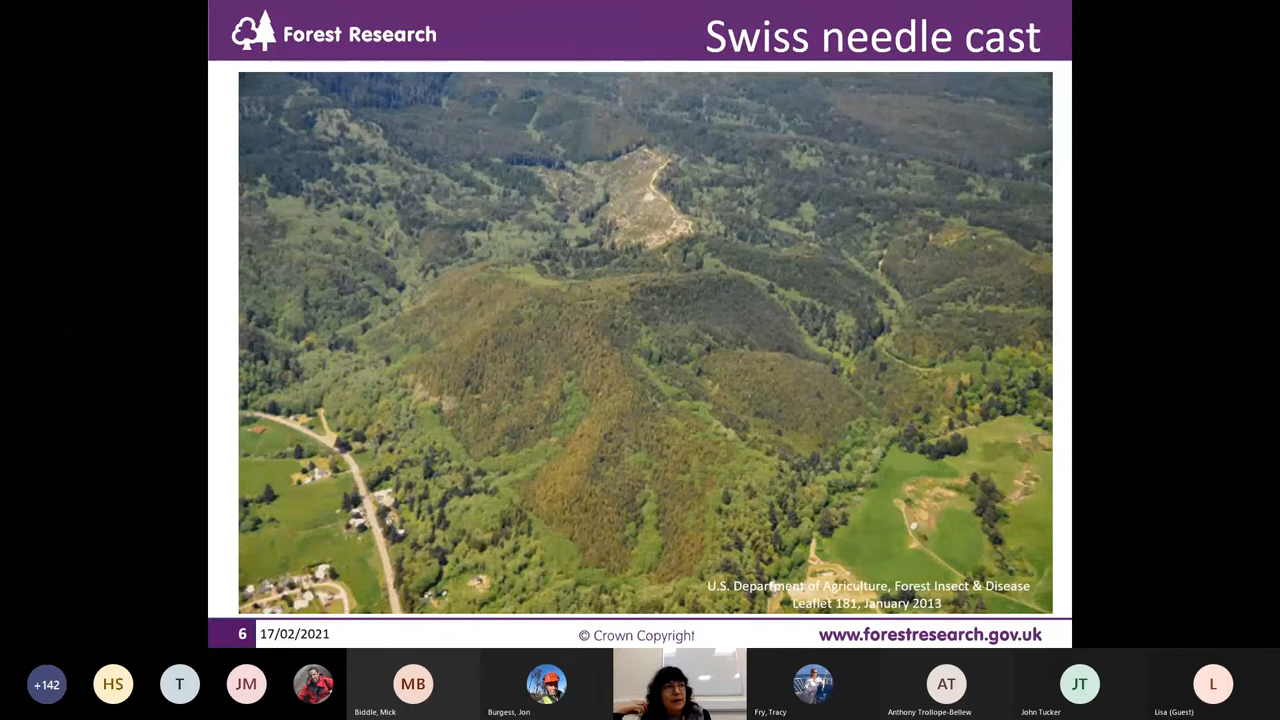 Forest Research
Swiss needle cast
U.S. Department of Agriculture, Forest Insect & Disease
Leaflet 181, January 2013
6
17/02/2021
© Crown Copyright
www.forestresearch.gov.uk
+142
HS
T
JM
MB
AT
JT
L
Biddle, Mick
Burgess, Jon
Fry, Tracy
Anthony Trollope-Bellew
John Tucker
Lisa (Guest)